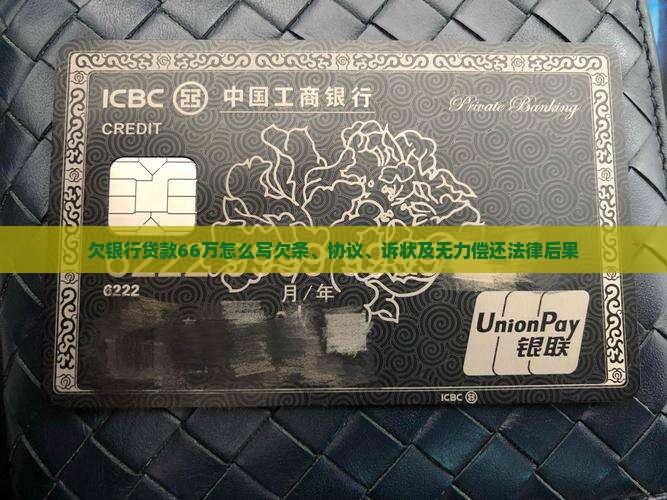 ICBC 中国工商银行
Private Banking
CREDIT
欠银行贷款66万怎么写欠条、协议、诉状及无力偿还法律后果
6222
月/年
UnionPay
银联
ICBC